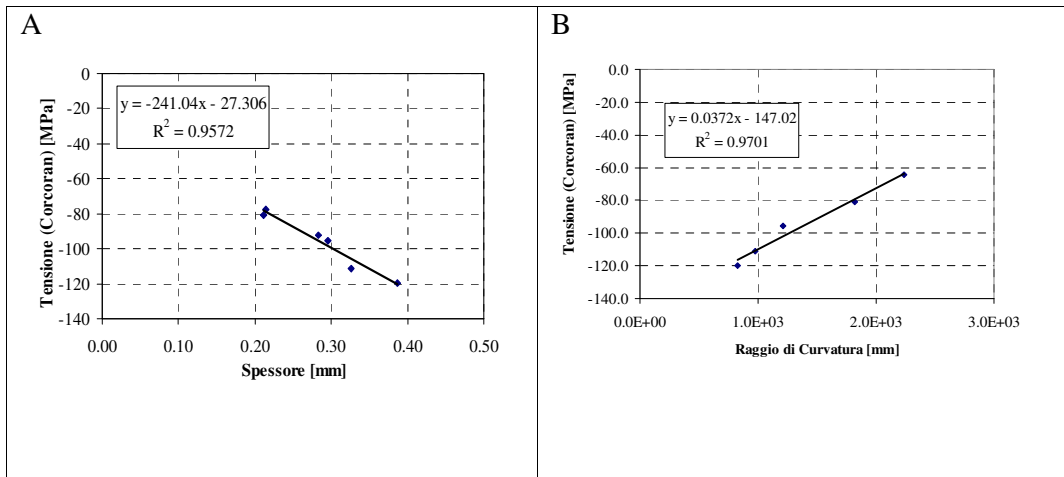 A
y = -241.04x - 27.306
R² = 0.9572
0
-20
-40
-60
-80
-100
-120
-140
0.00 0.10 0.20 0.30 0.40 0.50
Spessore [mm]
Tensione (Corcoran) [MPa]
B
y = 0.0372x - 147.02
R² = 0.9701
0.0
-20.0
-40.0
-60.0
-80.0
-100.0
-120.0
-140.0
0.0E+00 1.0E+03 2.0E+03 3.0E+03
Raggio di Curvatura [mm]
Tensione (Corcoran) [MPa]